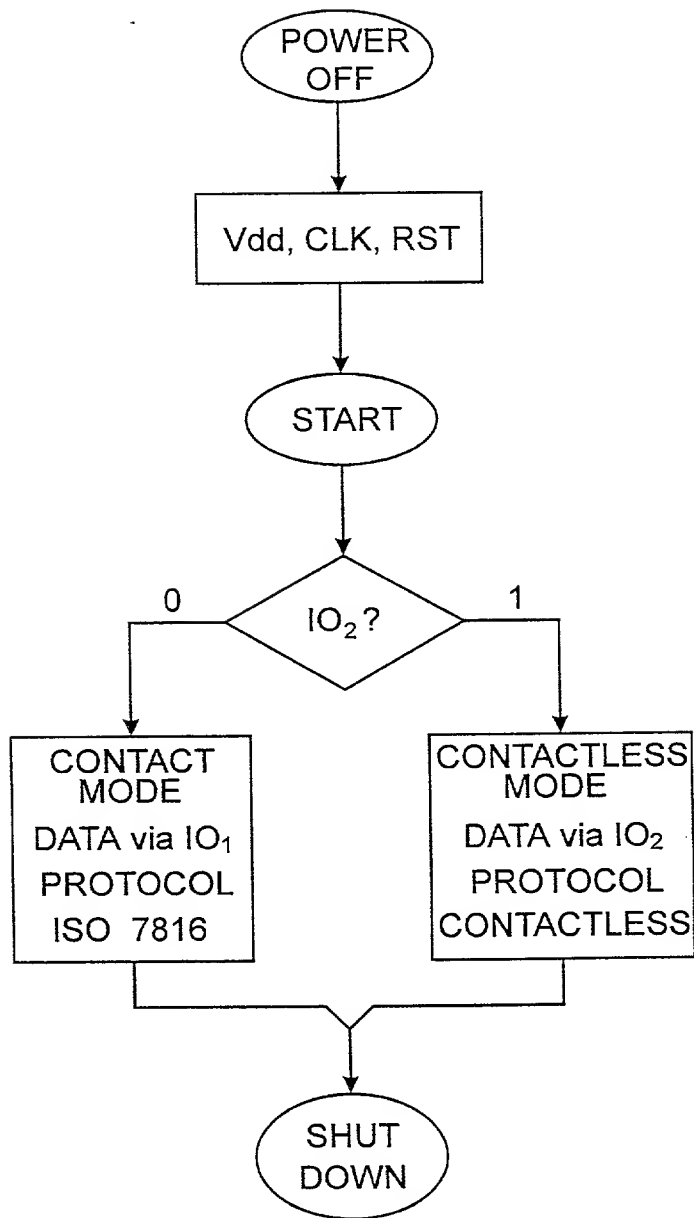 POWER
OFF
Vdd, CLK, RST
START
IO₂?
0
1
CONTACT
MODE
DATA via IO₁
PROTOCOL
ISO 7816
CONTACTLESS
MODE
DATA via IO₂
PROTOCOL
CONTACTLESS
SHUT
DOWN